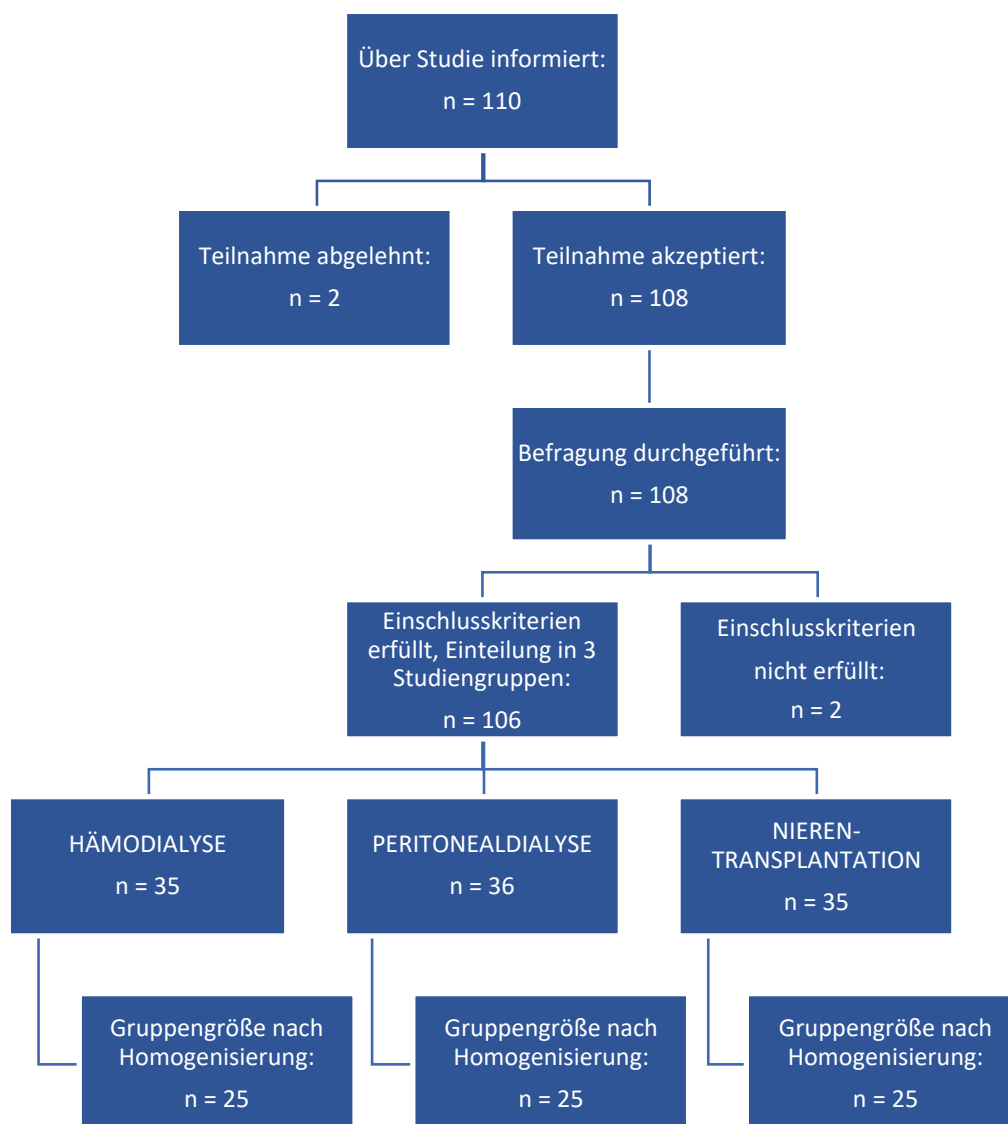 Über Studie informiert:
n = 110
Teilnahme abgelehnt:
n = 2
Teilnahme akzeptiert:
n = 108
Befragung durchgeführt:
n = 108
Einschlusskriterien
erfüllt, Einteilung in 3
Studiengruppen:
n = 106
Einschlusskriterien
nicht erfüllt:
n = 2
HÄMODIALYSE
n = 35
PERITONEALDIALYSE
n = 36
NIEREN-
TRANSPLANTATION
n = 35
Gruppengröße nach
Homogenisierung:
n = 25
Gruppengröße nach
Homogenisierung:
n = 25
Gruppengröße nach
Homogenisierung:
n = 25